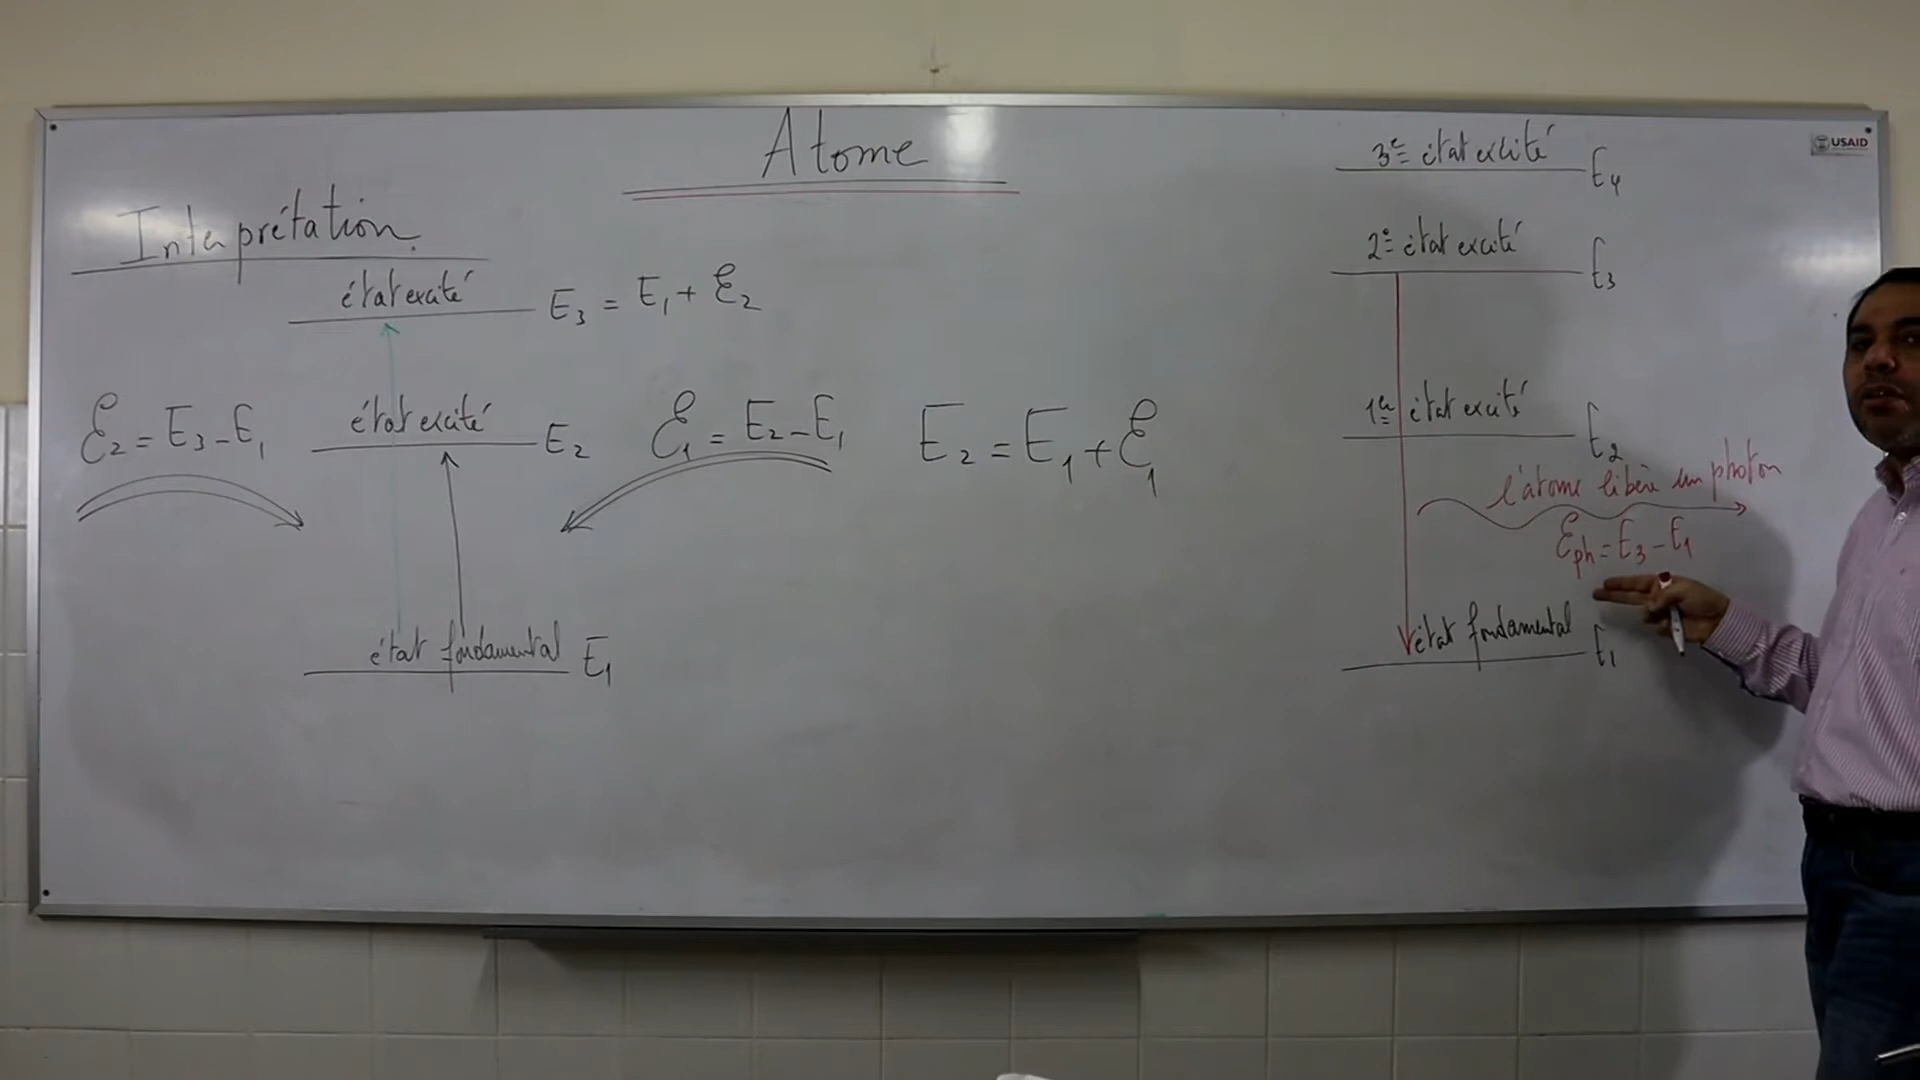 Atome
Interprétation.
état excité E₃ = E₁ + ℰ₂
ℰ₂ = E₃ - E₁
état excité E₂
ℰ₁ = E₂ - E₁
E₂ = E₁ + ℰ₁
état fondamental E₁
3e état excité E₄
2e état excité E₃
1er état excité E₂
l'atome libère un photon
ℰph = E₃ - E₁
état fondamental E₁
USAID